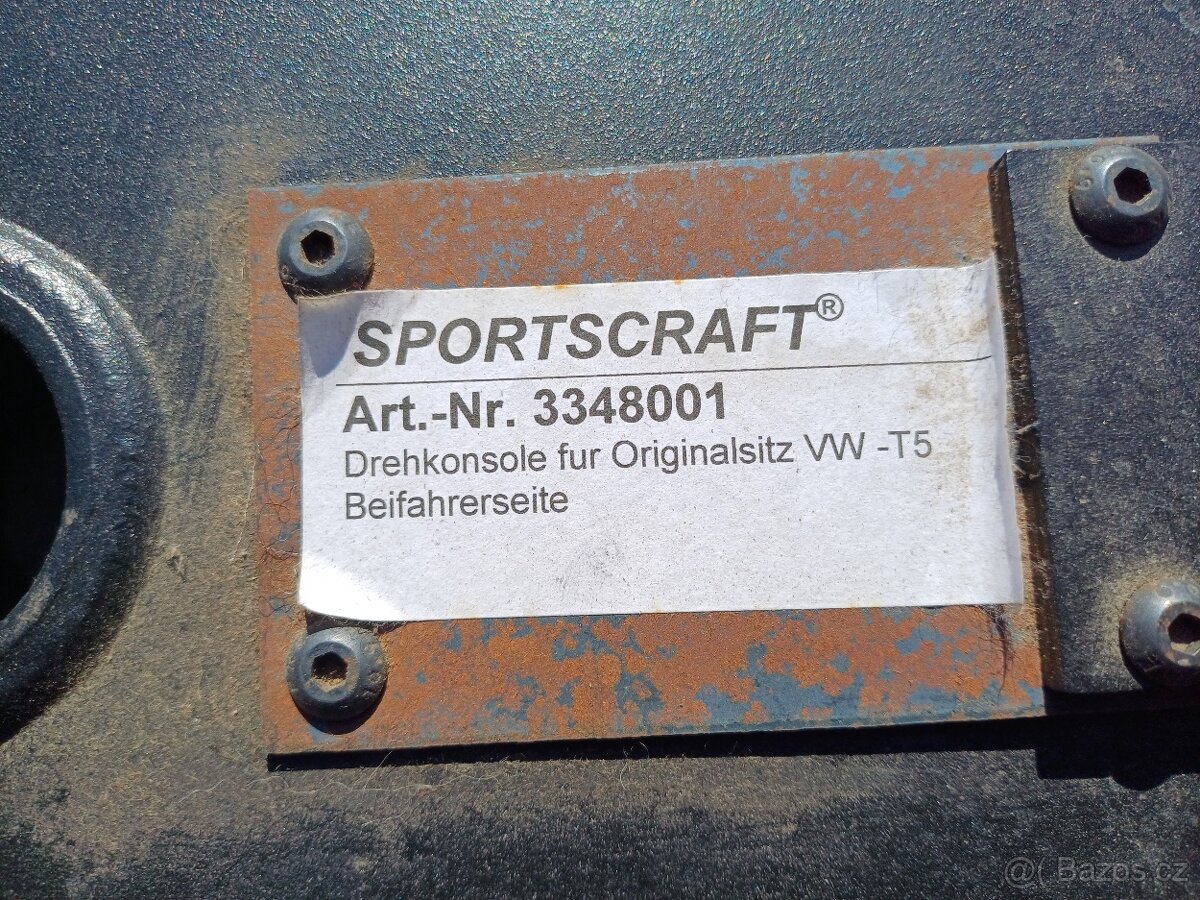 SPORTSCRAFT®
Art.-Nr. 3348001
Drehkonsole fur Originalsitz VW -T5
Beifahrerseite
@( Bazos.cz